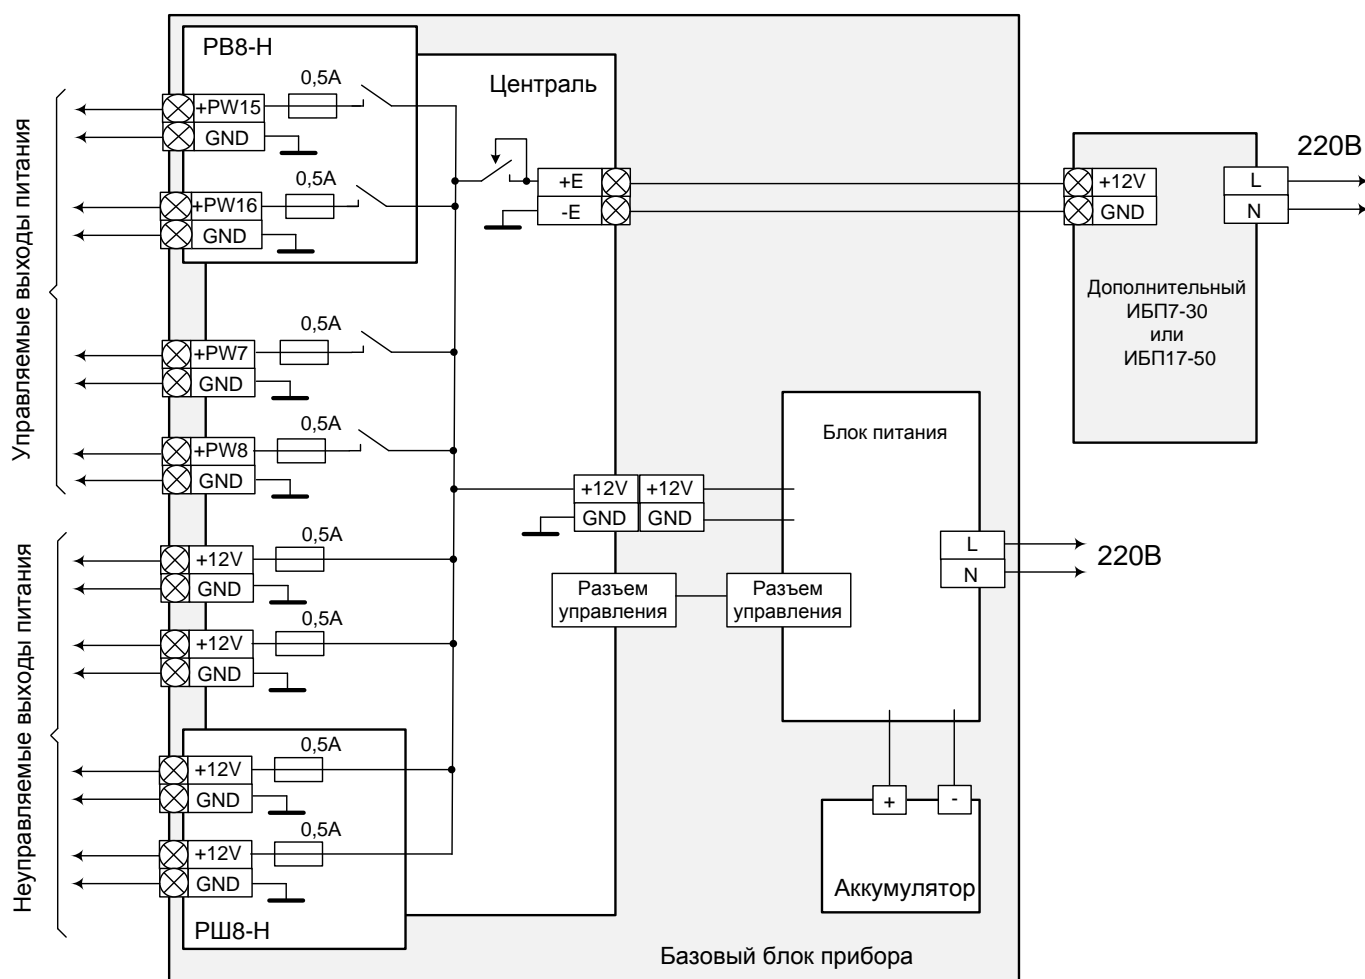 РВ8-Н
Централь
0,5А
+PW15
GND
0,5А
+PW16
GND
+E
-E
+12V
GND
L
N
220В
Дополнительный
ИБП7-30
или
ИБП17-50
Управляемые выходы питания
0,5А
+PW7
GND
0,5А
+PW8
GND
Блок питания
+12V
GND
+12V
GND
L
N
220В
Разъем
управления
Разъем
управления
Неуправляемые выходы питания
0,5А
+12V
GND
0,5А
+12V
GND
0,5А
+12V
GND
0,5А
+12V
GND
РШ8-Н
+
-
Аккумулятор
Базовый блок прибора